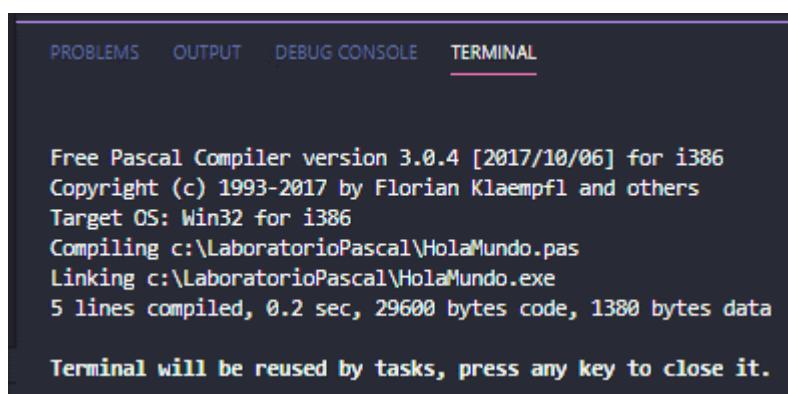 PROBLEMS OUTPUT DEBUG CONSOLE TERMINAL
Free Pascal Compiler version 3.0.4 [2017/10/06] for i386
Copyright (c) 1993-2017 by Florian Klaempfl and others
Target OS: Win32 for i386
Compiling c:\LaboratorioPascal\HolaMundo.pas
Linking c:\LaboratorioPascal\HolaMundo.exe
5 lines compiled, 0.2 sec, 29600 bytes code, 1380 bytes data
Terminal will be reused by tasks, press any key to close it.